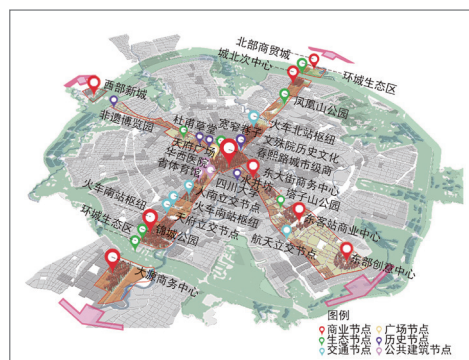 北部商贸城
城北次中心
环城生态区
西部新城
凤凰山公园
非遗博览园
火车北站枢纽
杜甫草堂
宽窄巷子
文殊院历史文化
天府广场
春熙路城市级商
华西医院
东大街商务中心
省体育馆
水井坊
四川大学
塔子山公园
火车南站枢纽
人南立交节点
火车南站枢纽
东客站商业中心
环城生态区
天府立交节点
锦城公园
航天立交节点
东部创意中心
大源商务中心
图例
商业节点
广场节点
生态节点
历史节点
交通节点
公共建筑节点